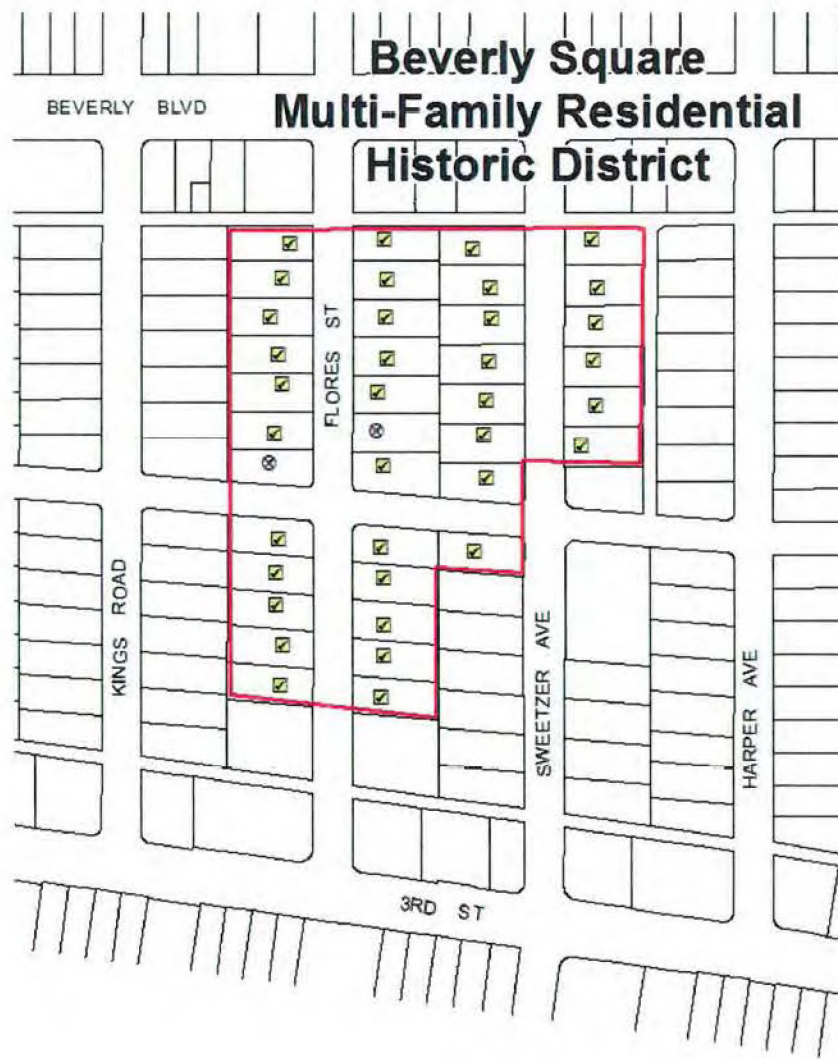 Beverly Square
Multi-Family Residential
Historic District
BEVERLY BLVD
FLORES ST
KINGS ROAD
SWEETZER AVE
HARPER AVE
3RD ST